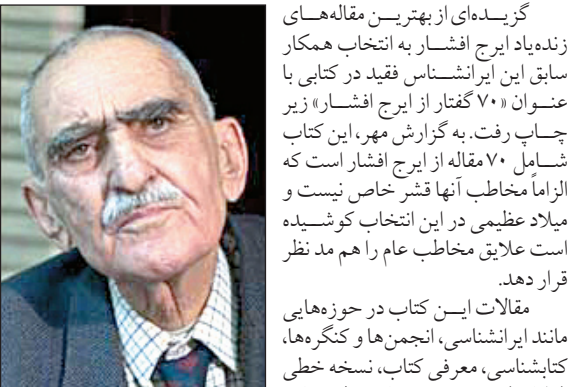 گزیده‌ای از بهترین مقاله‌های
زنده‌یاد ایرج افشار به انتخاب همکار
سابق این ایرانشناس فقید در کتابی با
عنوان «۷۰ گفتار از ایرج افشار» زیر
چاپ رفت. به گزارش مهر، این کتاب
شامل ۷۰ مقاله از ایرج افشار است که
الزاماً مخاطب آنها قشر خاص نیست و
میلاد عظیمی در این انتخاب کوشیده
است علایق مخاطب عام را هم مد نظر
قرار دهد.
مقالات این کتاب در حوزه‌هایی
مانند ایرانشناسی، انجمن‌ها و کنگره‌ها،
کتابشناسی، معرفی کتاب، نسخه خطی